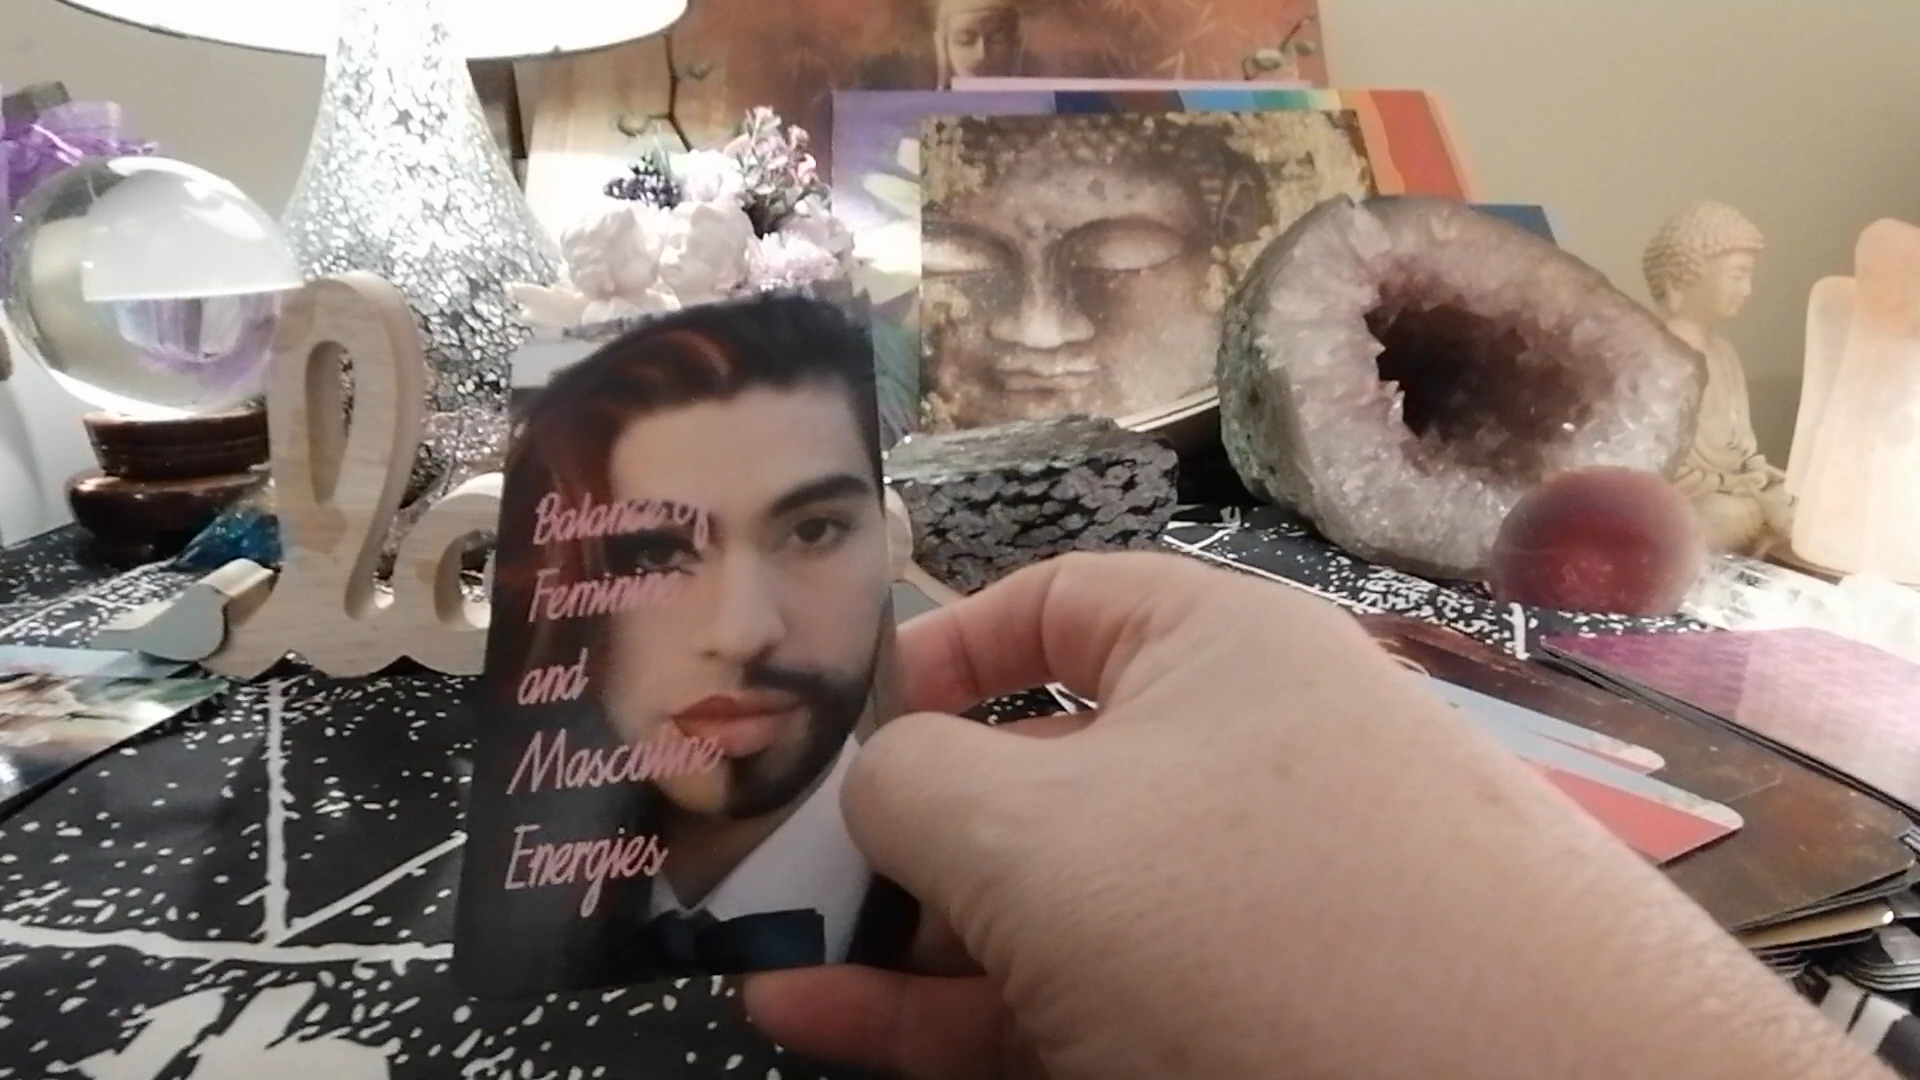 Balance of
Feminine
and
Masculine
Energies